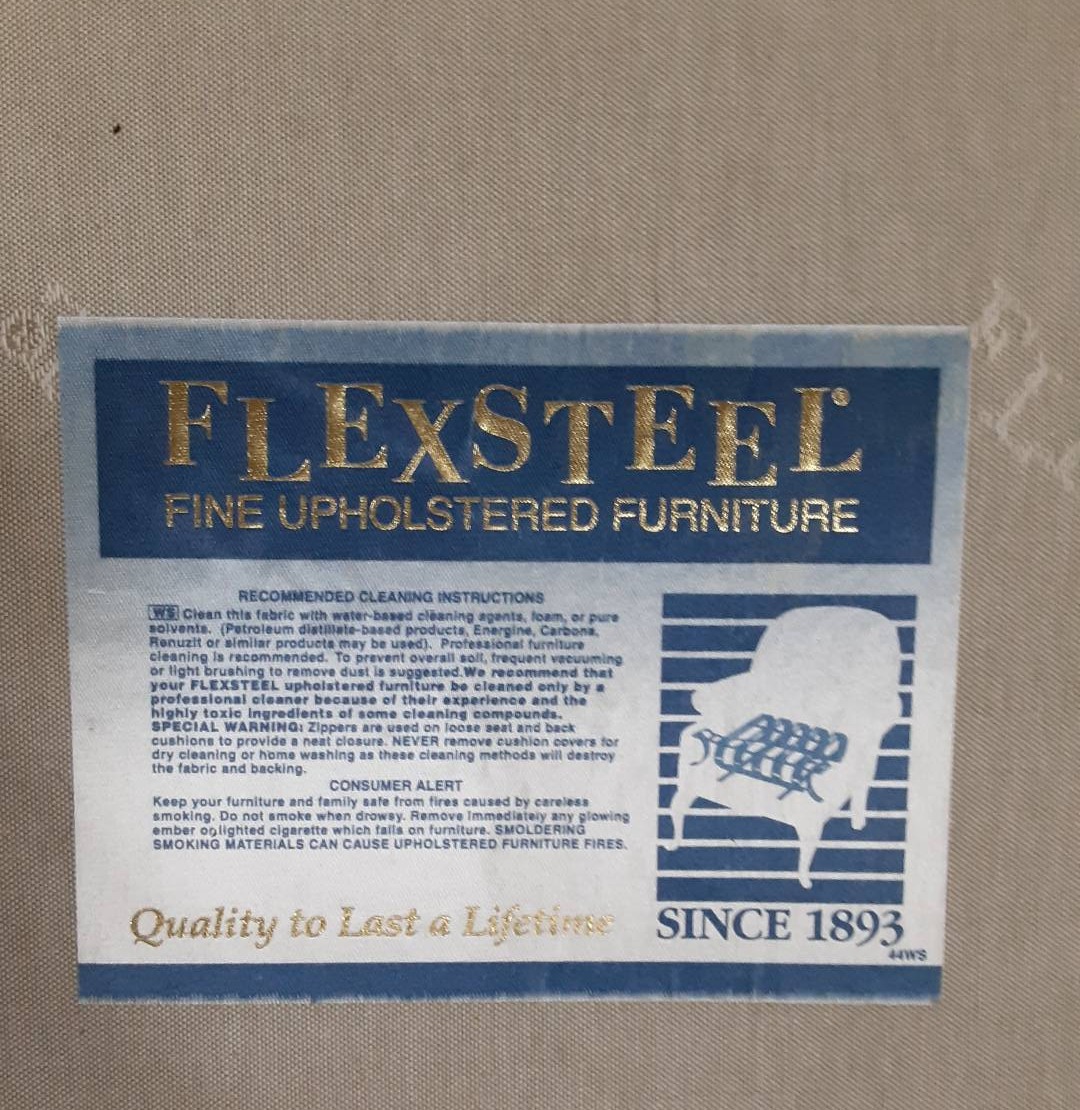 FLEXSTEEL®
FINE UPHOLSTERED FURNITURE
RECOMMENDED CLEANING INSTRUCTIONS
WS Clean this fabric with water-based cleaning agents, foam, or pure
solvents. (Petroleum distillate-based products, Energine, Carbona,
Renuzit or similar products may be used). Professional furniture
cleaning is recommended. To prevent overall soil, frequent vacuuming
or light brushing to remove dust is suggested.We recommend that
your FLEXSTEEL upholstered furniture be cleaned only by a
professional cleaner because of their experience and the
highly toxic ingredients of some cleaning compounds.
SPECIAL WARNING: Zippers are used on loose seat and back
cushions to provide a neat closure. NEVER remove cushion covers for
dry cleaning or home washing as these cleaning methods will destroy
the fabric and backing.
CONSUMER ALERT
Keep your furniture and family safe from fires caused by careless
smoking. Do not smoke when drowsy. Remove immediately any glowing
ember or lighted cigarette which falls on furniture. SMOLDERING
SMOKING MATERIALS CAN CAUSE UPHOLSTERED FURNITURE FIRES.
Quality to Last a Lifetime
SINCE 1893
44WS